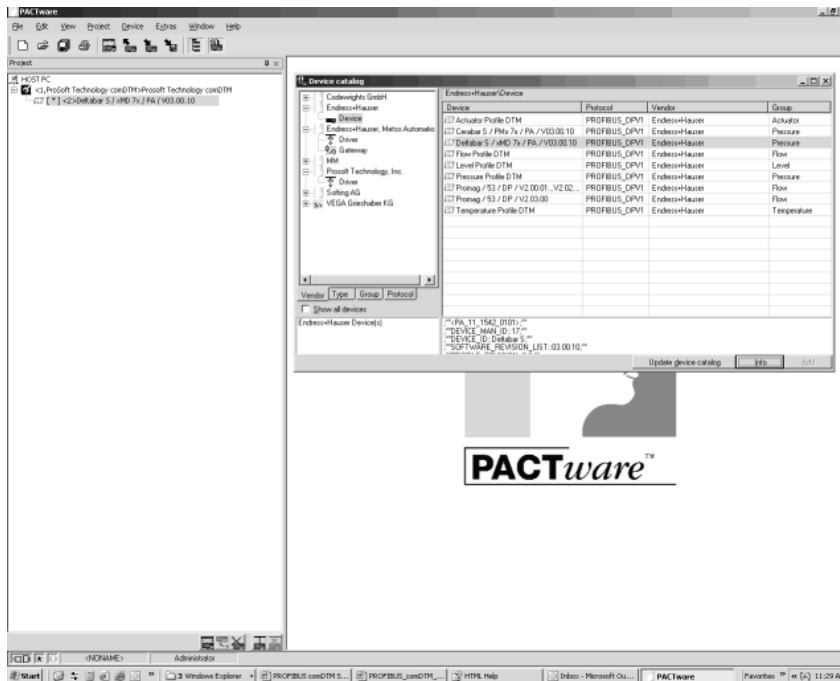 PACTware
File Edit View Project Device Extras Window Help
Project
HOST PC
<1,ProSoft Technology comDTM>Prosoft Technology comDTM
[ * ] <2>Deltabar S / xMD 7x / PA / V03.00.10
Device catalog
Codewrights GmbH
Endress+Hauser
Device
Endress+Hauser, Metso Automatio
Driver
Gateway
MM
Prosoft Technology, Inc.
Driver
Softing AG
VEGA Grieshaber KG
Vendor Type Group Protocol
Show all devices
Endress+Hauser Device(s)
Endress+Hauser\Device
Device Protocol Vendor Group
Actuator Profile DTM PROFIBUS_DPV1 Endress+Hauser Actuator
Cerabar S / PMx 7x / PA / V03.00.10 PROFIBUS_DPV1 Endress+Hauser Pressure
Deltabar S / xMD 7x / PA / V03.00.10 PROFIBUS_DPV1 Endress+Hauser Pressure
Flow Profile DTM PROFIBUS_DPV1 Endress+Hauser Flow
Level Profile DTM PROFIBUS_DPV1 Endress+Hauser Level
Pressure Profile DTM PROFIBUS_DPV1 Endress+Hauser Pressure
Promag / 53 / DP / V2.00.01...V2.02... PROFIBUS_DPV1 Endress+Hauser Flow
Promag / 53 / DP / V2.03.00 PROFIBUS_DPV1 Endress+Hauser Flow
Temperature Profile DTM PROFIBUS_DPV1 Endress+Hauser Temperature
;""<PA_11_1542_0101>;""
;""DEVICE_MAN_ID::17;""
;""DEVICE_ID::Deltabar S;""
;""SOFTWARE_REVISION_LIST::03.00.10;""
Update device catalog Info Add
PACTware™
<NONAME> Administrator
Start 3 Windows Explorer PROFIBUS comDTM S... PROFIBUS_comDTM_... HTML Help Inbox - Microsoft Ou... PACTware Favorites 11:29